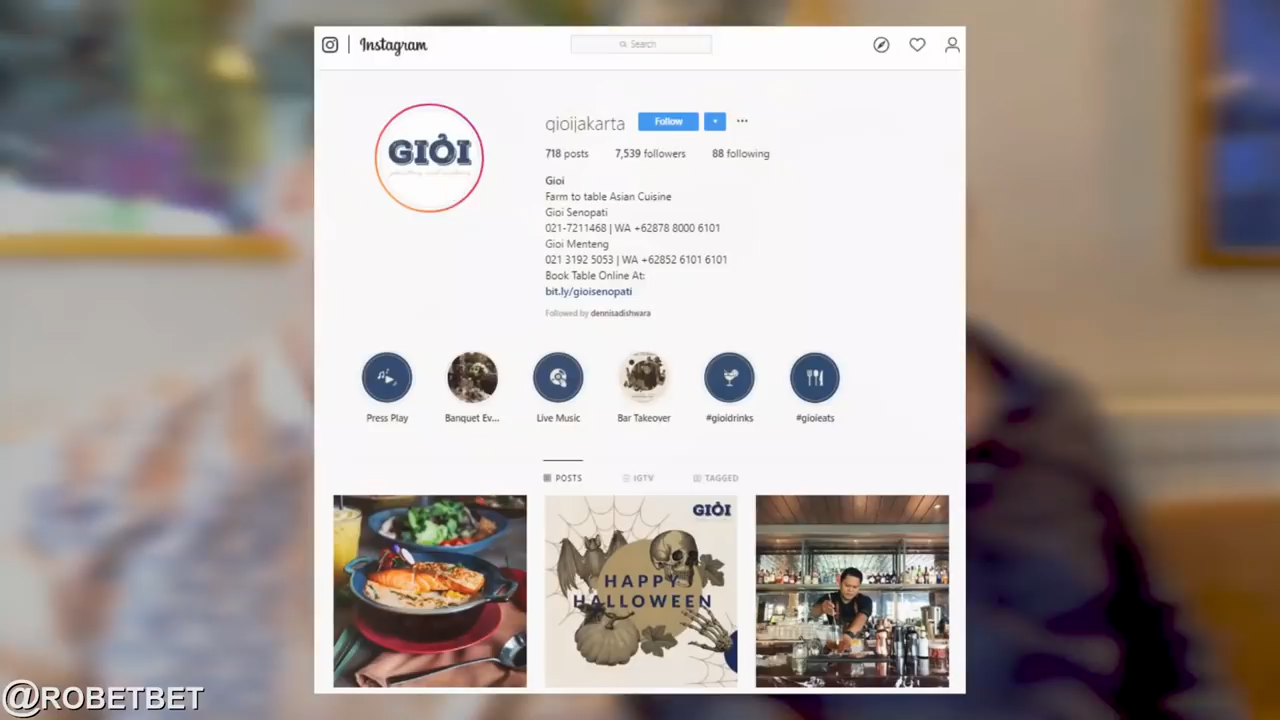 Instagram
Search
gioijakarta
Follow
718 posts 7,539 followers 88 following
GIỎI
Gioi
Farm to table Asian Cuisine
Gioi Senopati
021-7211468 | WA +62878 8000 6101
Gioi Menteng
021 3192 5053 | WA +62852 6101 6101
Book Table Online At:
bit.ly/gioisenopati
Followed by dennisadishwara
Press Play
Banquet Ev...
Live Music
Bar Takeover
#gioidrinks
#gioieats
POSTS IGTV TAGGED
GIỎI
HAPPY
HALLOWEEN
@ROBETBET